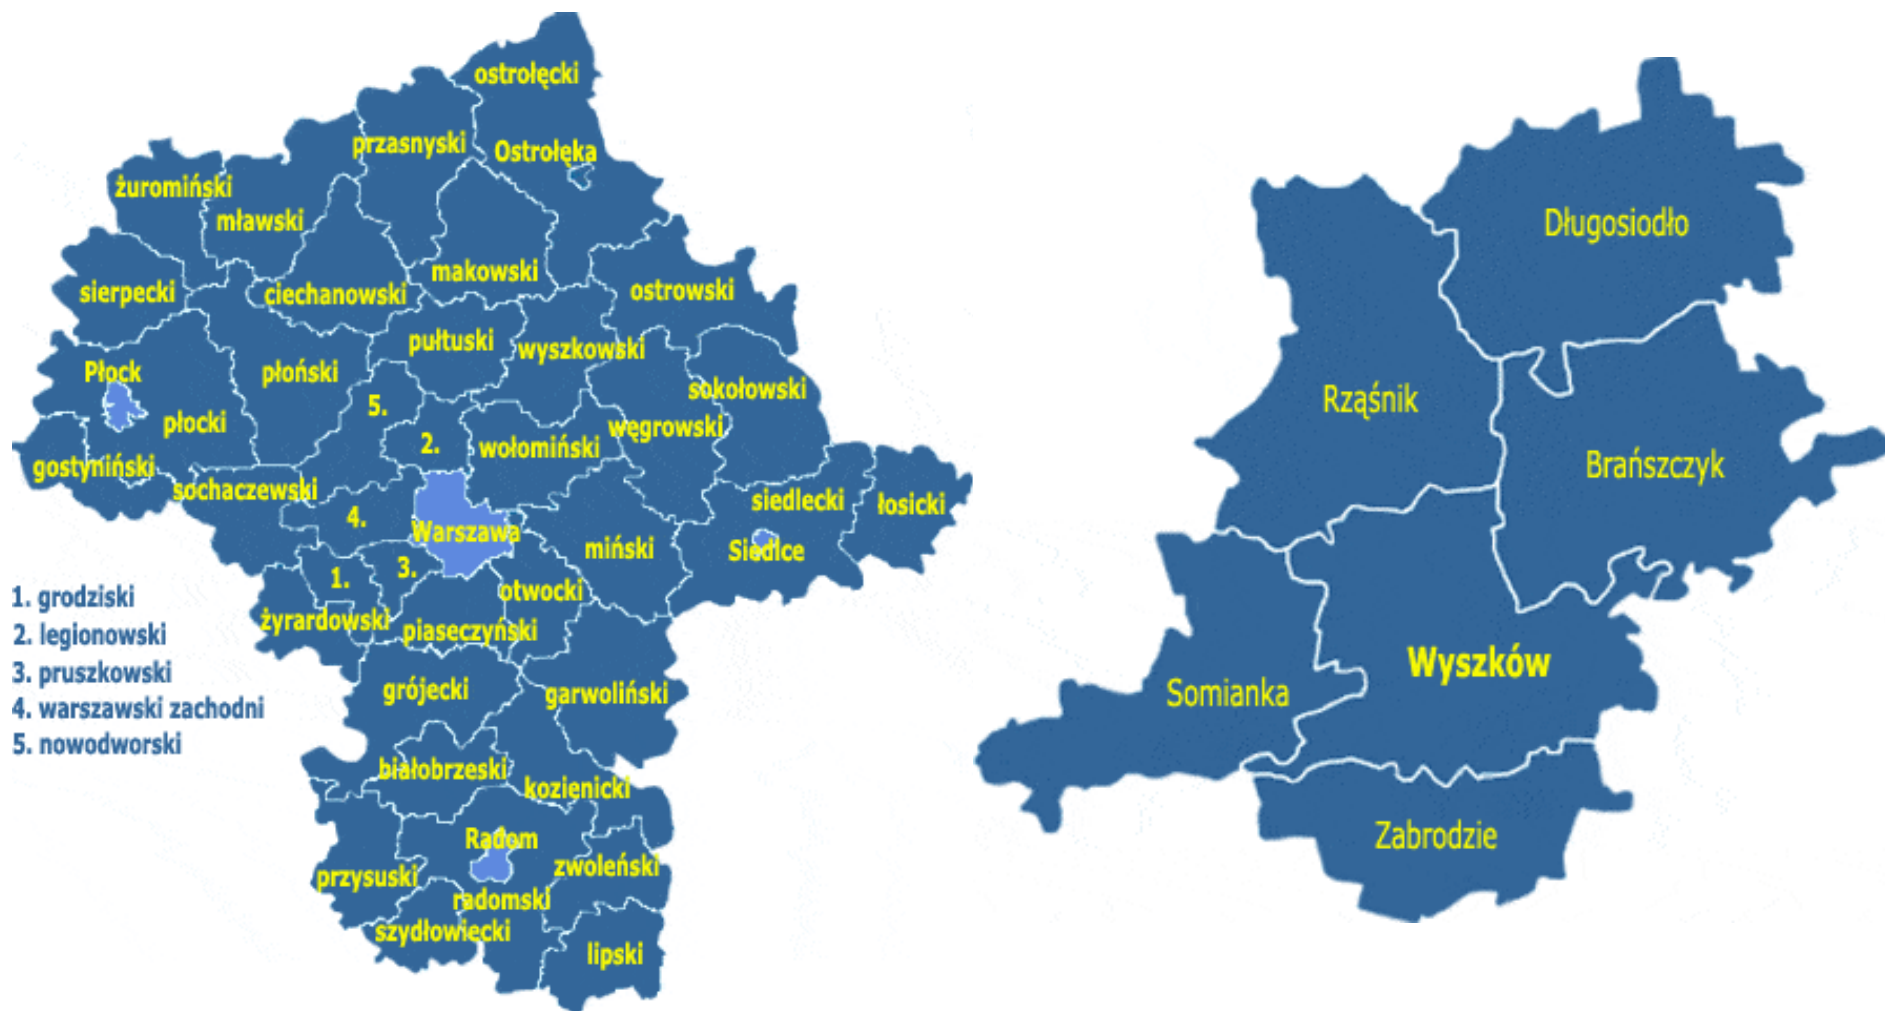 ostrołęcki
przasnyski
Ostrołęka
żuromiński
mławski
makowski
sierpecki
ciechanowski
ostrowski
pułtuski
wyszkowski
Płock
płoński
sokołowski
5.
płocki
węgrowski
2.
wołomiński
gostyniński
sochaczewski
siedlecki
łosicki
4.
Warszawa
miński
Siedlce
3.
1.
otwocki
żyrardowski
piaseczyński
grójecki
garwoliński
białobrzeski
kozienicki
Radom
zwoleński
przysuski
radomski
szydłowiecki
lipski
1. grodziski
2. legionowski
3. pruszkowski
4. warszawski zachodni
5. nowodworski
Długosiodło
Rząśnik
Brańszczyk
Wyszków
Somianka
Zabrodzie